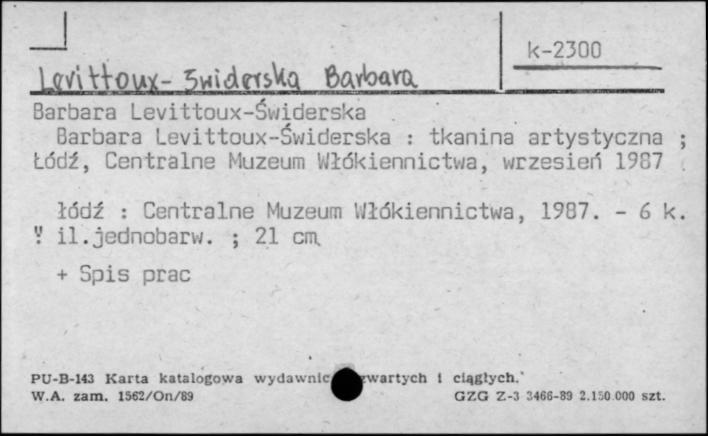 k-2300
Levittoux- Świderska Barbara
Barbara Levittoux-Świderska
Barbara Levittoux-Świderska : tkanina artystyczna ;
Łódź, Centralne Muzeum Włókiennictwa, wrzesień 1987
łódź : Centralne Muzeum Włókiennictwa, 1987. - 6 k.
: il.jednobarw. ; 21 cm
+ Spis prac
PU-B-143 Karta katalogowa wydawnic wartych i ciągłych.
W.A. zam. 1562/On/89 GZG Z-3 3466-89 2.150.000 szt.